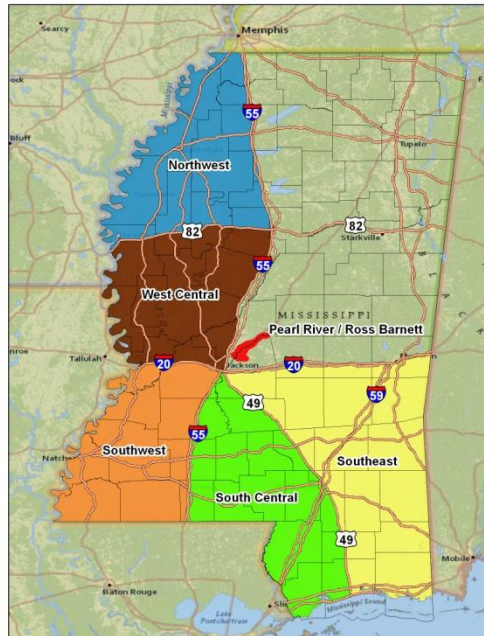 Searcy
Memphis
Mississippi
55
Bluff
Northwest
Tupelo
82
82
Starkville
55
West Central
MISSISSIPPI
Pearl River / Ross Barnett
Tallulah
20
Jackson
20
49
59
Southwest
55
Southeast
South Central
49
Mobile
Baton Rouge
Lake
Pontchartrain
Mississippi Sound